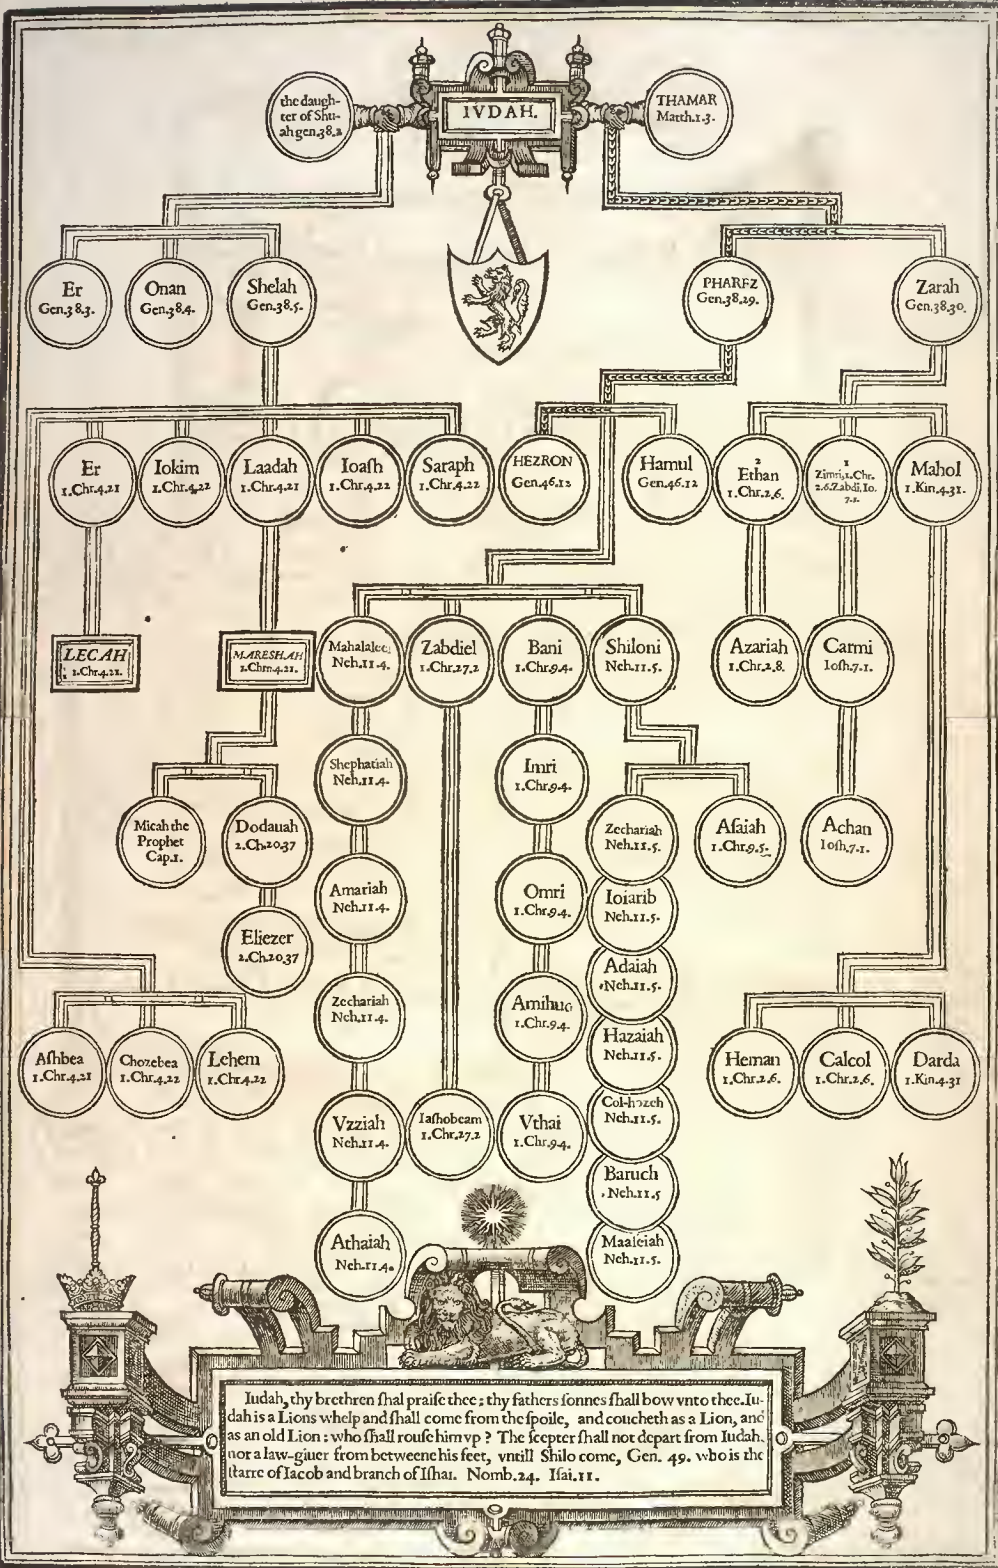 the daugh-
ter of Shu-
ah gen.38.2
IVDAH.
THAMAR
Matth.1.3.
Er
Gen.38.3.
Onan
Gen.38.4.
Shelah
Gen.38.5.
PHAREZ
Gen.38.29.
Zarah
Gen.38.30.
Er
1.Chr.4.21
Iokim
1.Chr.4.22
Laadah
1.Chr.4.21
Ioaſh
1.Chr.4.22
Saraph
1.Chr.4.22
HEZRON
Gen.46.12
Hamul
Gen.46.12
2
Ethan
1.Chr.2.6.
1
Zimri,1.Chr.
2.6.Zabdi,Io.
7.1.
Mahol
1.Kin.4.31.
LECAH
1.Chr.4.21.
MARESHAH
1.Chro.4.21.
Mahalaleel
Neh.11.4.
Zabdiel
1.Chr.27.2
Bani
1.Chr.9.4.
Shiloni
Neh.11.5.
Azariah
1.Chr.2.8.
Carmi
Ioſh.7.1.
Shephatiah
Neh.11.4.
Imri
1.Chr.9.4.
Micah the
Prophet
Cap.1.
Dodauah
2.Ch.20.37
Zechariah
Neh.11.5.
Aſaiah
1.Chr.9.5.
Achan
Ioſh.7.1.
Amariah
Neh.11.4.
Omri
1.Chr.9.4.
Ioiarib
Neh.11.5.
Eliezer
2.Ch.20.37
Adaiah
Neh.11.5.
Zechariah
Neh.11.4.
Amihud
1.Chr.9.4.
Hazaiah
Neh.11.5.
Aſhbea
1.Chr.4.21
Chozebea
1.Chr.4.22
Lehem
1.Chr.4.22
Heman
1.Chr.2.6.
Calcol
1.Chr.2.6.
Darda
1.Kin.4.31
Vzziah
Neh.11.4.
Iaſhobeam
1.Chr.27.2
Vthai
1.Chr.9.4.
Col-hozeh
Neh.11.5.
Baruch
Neh.11.5
Athaiah
Neh.11.4.
Maaſeiah
Neh.11.5.
Iudah, thy brethren ſhal praiſe thee; thy fathers ſonnes ſhall bow vnto thee. Iu-
dah is a Lions whelp and ſhall come from the ſpoile, and coucheth as a Lion, and
as an old Lion: who ſhall rouſe him vp? The ſcepter ſhall not depart from Iudah,
nor a law-giuer from betweene his feet, vntill Shilo come, Gen. 49. who is the
ſtarre of Iacob and branch of Iſhai. Nomb.24. Iſai.11.